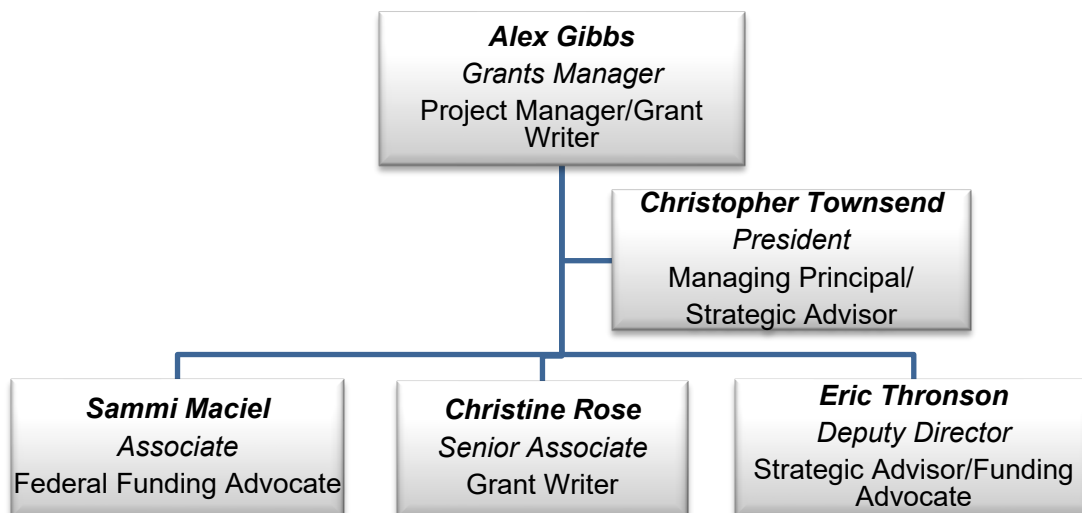 Alex Gibbs
Grants Manager
Project Manager/Grant
Writer
Christopher Townsend
President
Managing Principal/
Strategic Advisor
Sammi Maciel
Associate
Federal Funding Advocate
Christine Rose
Senior Associate
Grant Writer
Eric Thronson
Deputy Director
Strategic Advisor/Funding
Advocate